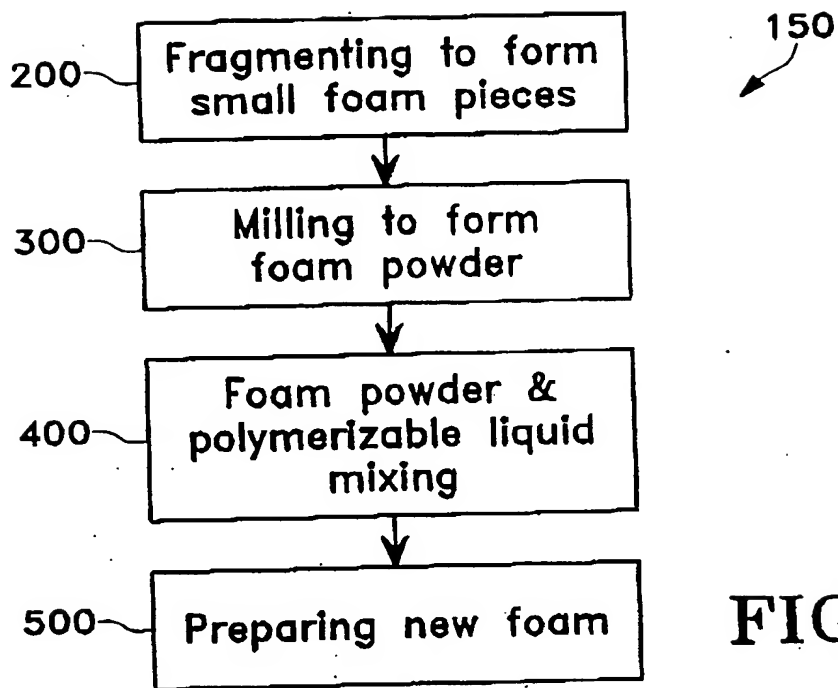 150
200
Fragmenting to form
small foam pieces
300
Milling to form
foam powder
400
Foam powder &
polymerizable liquid
mixing
500
Preparing new foam